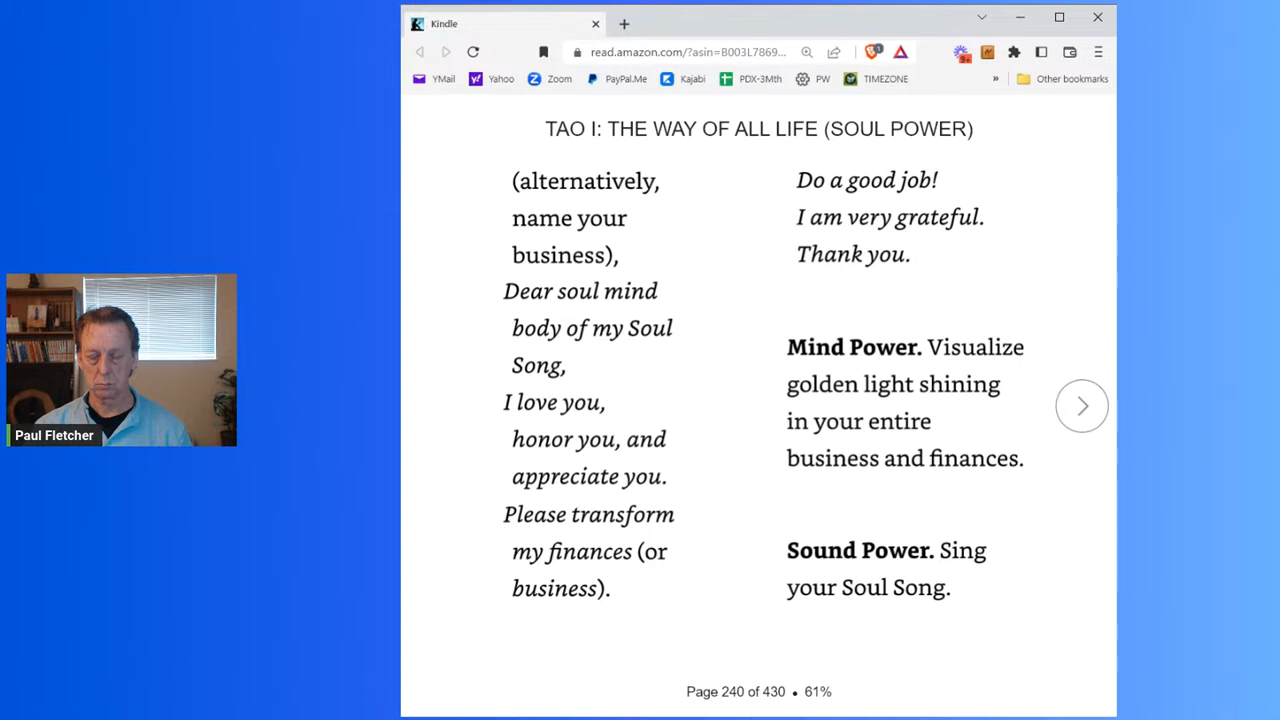 Kindle
read.amazon.com/?asin=B003L7869...
1
9+
YMail
Yahoo
Zoom
PayPal.Me
Kajabi
PDX-3Mth
PW
TIMEZONE
»
Other bookmarks
TAO I: THE WAY OF ALL LIFE (SOUL POWER)
(alternatively,
name your
business),
Dear soul mind
body of my Soul
Song,
I love you,
honor you, and
appreciate you.
Please transform
my finances (or
business).
Do a good job!
I am very grateful.
Thank you.
Mind Power. Visualize
golden light shining
in your entire
business and finances.
Sound Power. Sing
your Soul Song.
Page 240 of 430 • 61%
Paul Fletcher